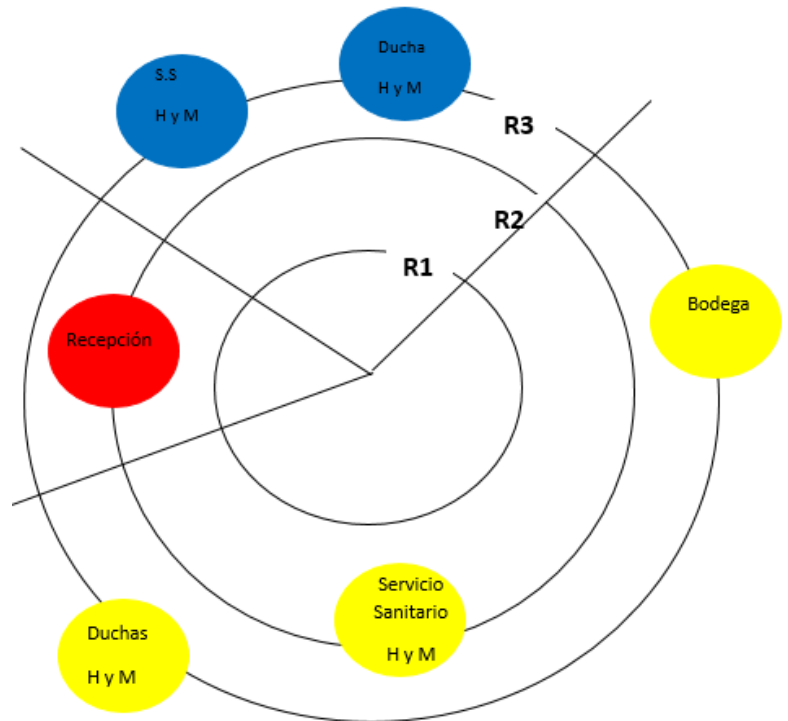 Ducha
H y M
S.S
H y M
R3
R2
R1
Bodega
Recepción
Servicio
Sanitario
H y M
Duchas
H y M